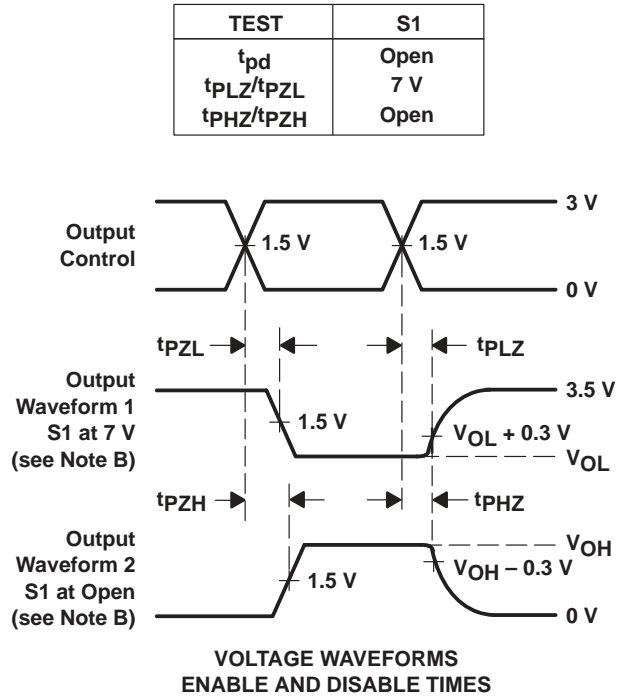 TEST S1
tpd Open
tPLZ/tPZL 7 V
tPHZ/tPZH Open
3 V
Output
Control
1.5 V 1.5 V
0 V
tPZL tPLZ
Output
Waveform 1
S1 at 7 V
(see Note B)
3.5 V
1.5 V
VOL + 0.3 V
VOL
tPZH tPHZ
Output
Waveform 2
S1 at Open
(see Note B)
VOH
VOH – 0.3 V
1.5 V
0 V
VOLTAGE WAVEFORMS
ENABLE AND DISABLE TIMES